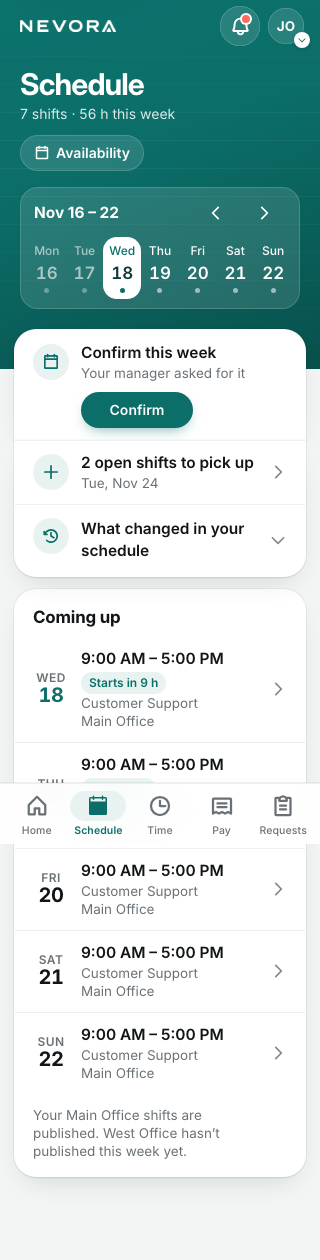 NEVORA
JO
Schedule
7 shifts · 56 h this week
Availability
Nov 16 – 22
Mon Tue Wed Thu Fri Sat Sun
16 17 18 19 20 21 22
Confirm this week
Your manager asked for it
Confirm
2 open shifts to pick up
Tue, Nov 24
What changed in your
schedule
Coming up
WED
18
9:00 AM – 5:00 PM
Starts in 9 h
Customer Support
Main Office
9:00 AM – 5:00 PM
Home Schedule Time Pay Requests
FRI
20
9:00 AM – 5:00 PM
Customer Support
Main Office
SAT
21
9:00 AM – 5:00 PM
Customer Support
Main Office
SUN
22
9:00 AM – 5:00 PM
Customer Support
Main Office
Your Main Office shifts are
published. West Office hasn't
published this week yet.